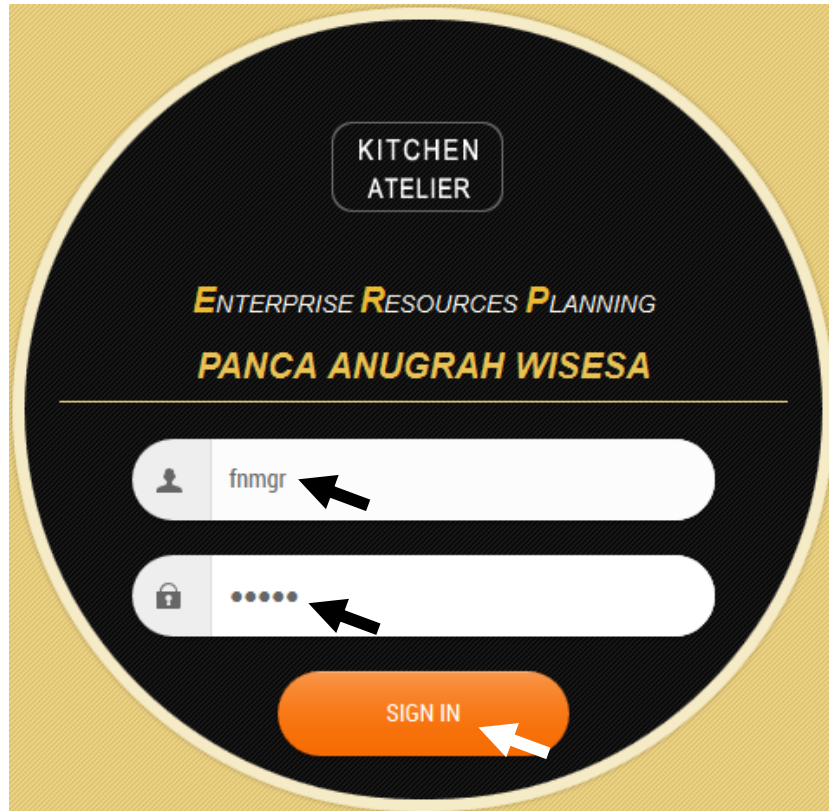 KITCHEN
ATELIER
ENTERPRISE RESOURCES PLANNING
PANCA ANUGRAH WISESA
fnmgr
•••••
SIGN IN